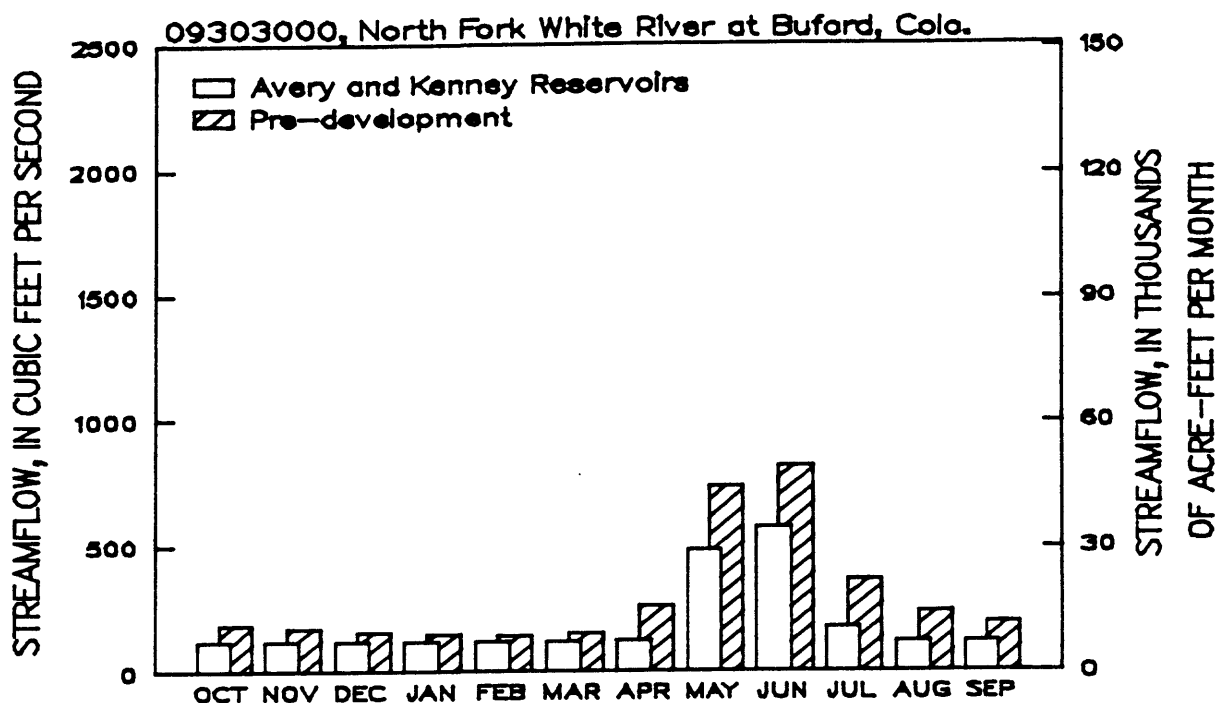 09303000, North Fork White River at Buford, Colo.
Avery and Kenney Reservoirs
Pre-development
STREAMFLOW, IN CUBIC FEET PER SECOND
2500
2000
1500
1000
500
0
150
120
90
60
30
0
STREAMFLOW, IN THOUSANDS
OF ACRE-FEET PER MONTH
OCT NOV DEC JAN FEB MAR APR MAY JUN JUL AUG SEP